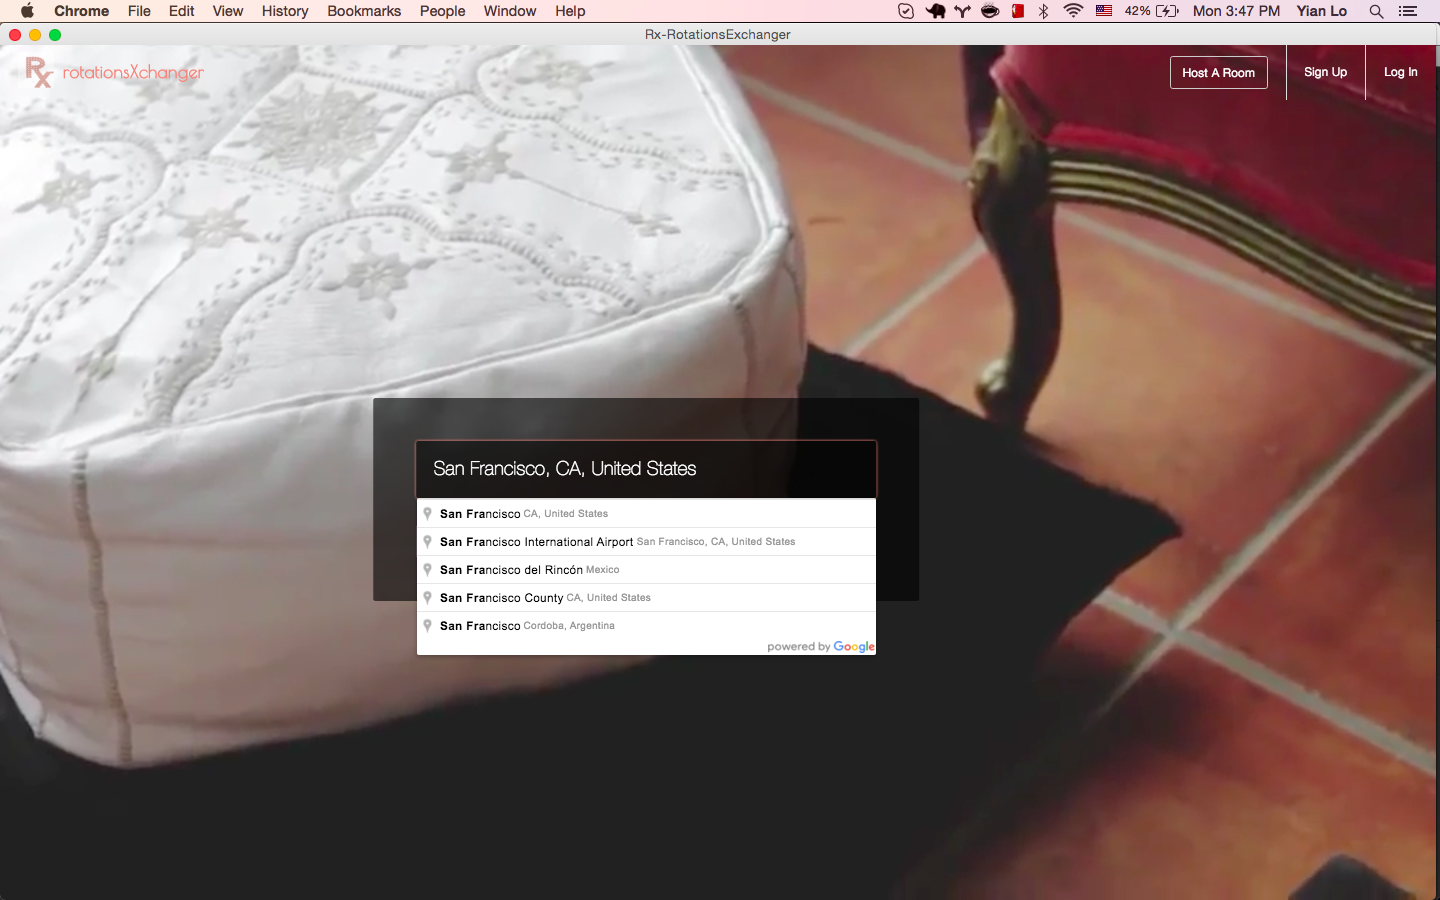 Chrome File Edit View History Bookmarks People Window Help 42% Mon 3:47 PM Yian Lo
Rx-RotationsExchanger
Rx rotationsXchanger Host A Room Sign Up Log In
San Francisco, CA, United States
San Francisco CA, United States
San Francisco International Airport San Francisco, CA, United States
San Francisco del Rincón Mexico
San Francisco County CA, United States
San Francisco Cordoba, Argentina
powered by Google